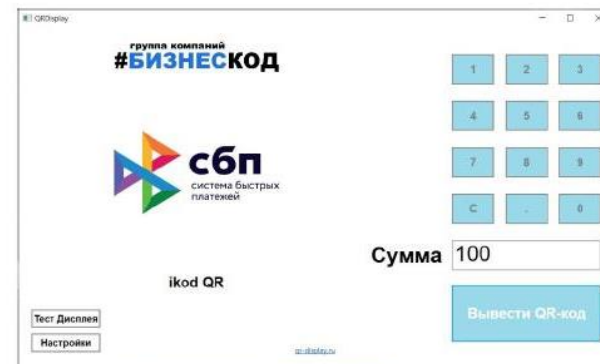 QRDisplay
группа компаний
#БИЗНЕСКОД
сбп
система быстрых
платежей
ikod QR
Тест Дисплея
Настройки
1 2 3
4 5 6
7 8 9
C . 0
Сумма 100
Вывести QR-код
qr-display.ru